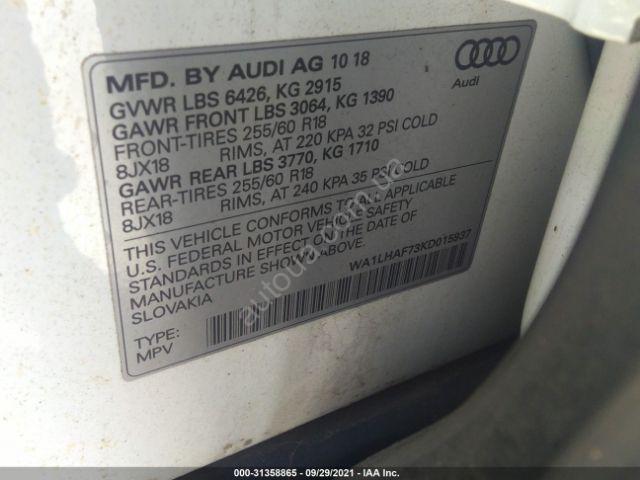 MFD. BY AUDI AG 10 18
GVWR LBS 6426, KG 2915
GAWR FRONT LBS 3064, KG 1390
FRONT-TIRES 255/60 R18
8JX18 RIMS, AT 220 KPA 32 PSI COLD
GAWR REAR LBS 3770, KG 1710
REAR-TIRES 255/60 R18
8JX18 RIMS, AT 240 KPA 35 PSI COLD
THIS VEHICLE CONFORMS TO ALL APPLICABLE
U.S. FEDERAL MOTOR VEHICLE SAFETY
STANDARDS IN EFFECT ON THE DATE OF
MANUFACTURE SHOWN ABOVE.
SLOVAKIA
WA1LHAF73KD015937
TYPE:
MPV
Audi
autoua.com.ua
000-31358865 - 09/29/2021 - IAA Inc.